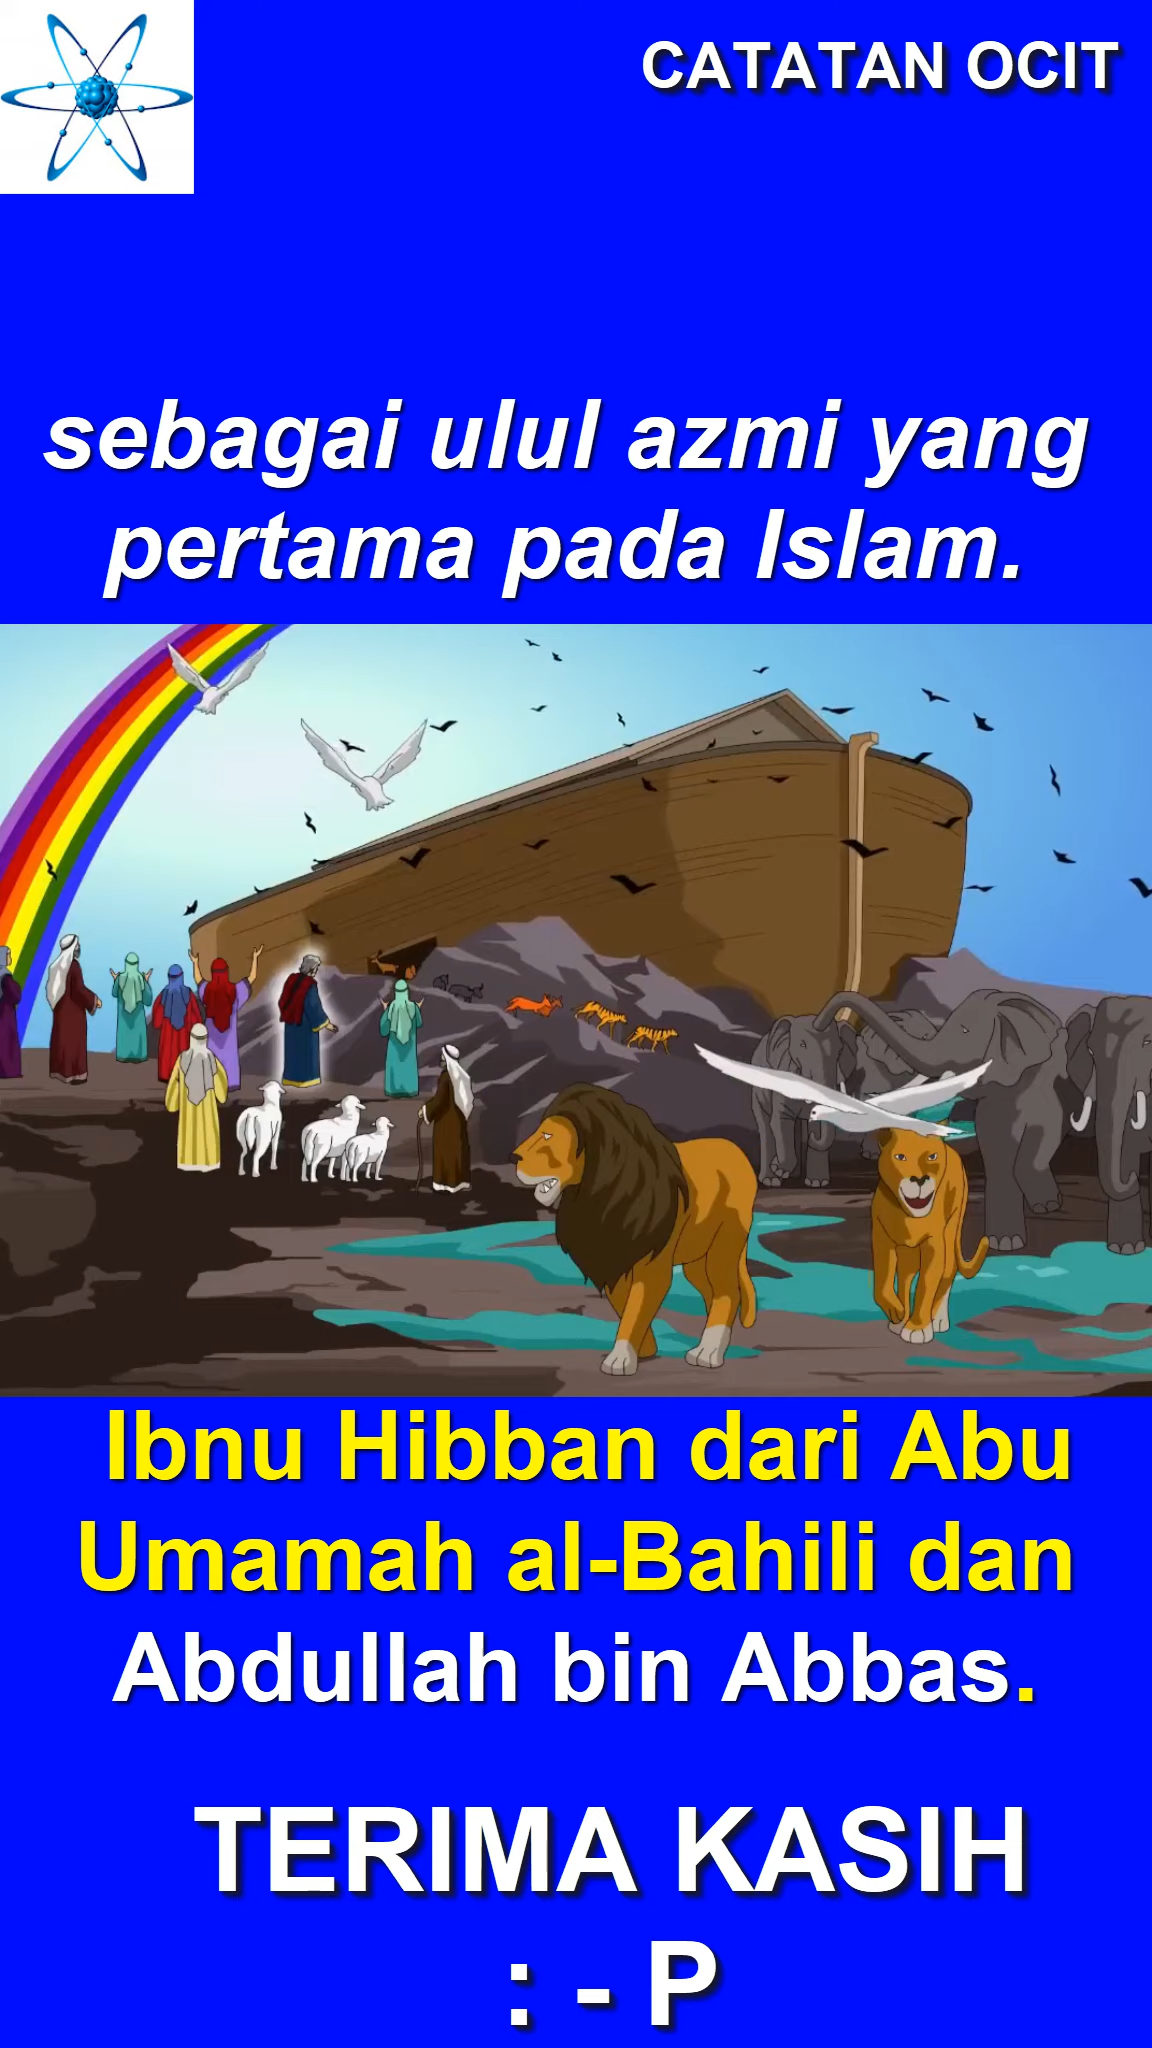 CATATAN OCIT
sebagai ulul azmi yang
pertama pada Islam.
Ibnu Hibban dari Abu
Umamah al-Bahili dan
Abdullah bin Abbas.
TERIMA KASIH
: - P